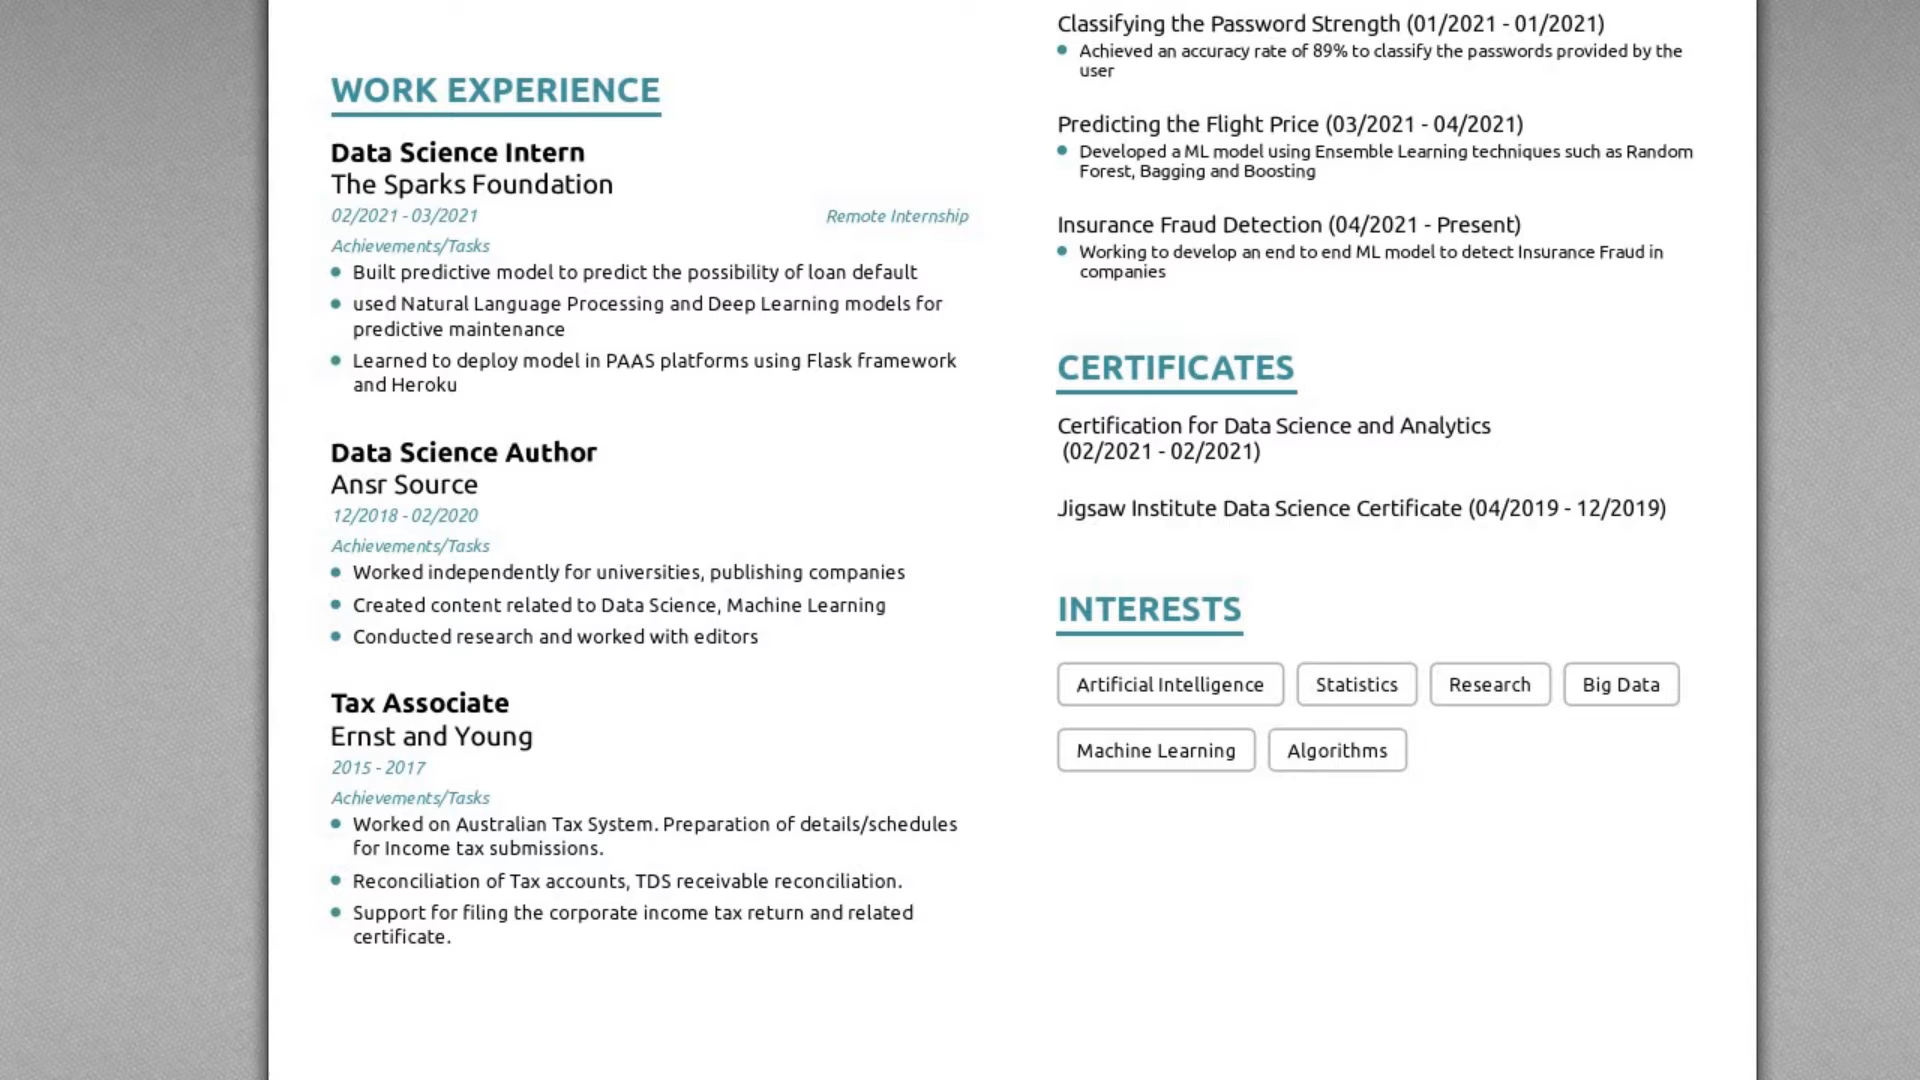 WORK EXPERIENCE
Data Science Intern
The Sparks Foundation
02/2021 - 03/2021
Remote Internship
Achievements/Tasks
Built predictive model to predict the possibility of loan default
used Natural Language Processing and Deep Learning models for
predictive maintenance
Learned to deploy model in PAAS platforms using Flask framework
and Heroku
Data Science Author
Ansr Source
12/2018 - 02/2020
Achievements/Tasks
Worked independently for universities, publishing companies
Created content related to Data Science, Machine Learning
Conducted research and worked with editors
Tax Associate
Ernst and Young
2015 - 2017
Achievements/Tasks
Worked on Australian Tax System. Preparation of details/schedules
for Income tax submissions.
Reconciliation of Tax accounts, TDS receivable reconciliation.
Support for filing the corporate income tax return and related
certificate.
Classifying the Password Strength (01/2021 - 01/2021)
Achieved an accuracy rate of 89% to classify the passwords provided by the
user
Predicting the Flight Price (03/2021 - 04/2021)
Developed a ML model using Ensemble Learning techniques such as Random
Forest, Bagging and Boosting
Insurance Fraud Detection (04/2021 - Present)
Working to develop an end to end ML model to detect Insurance Fraud in
companies
CERTIFICATES
Certification for Data Science and Analytics
(02/2021 - 02/2021)
Jigsaw Institute Data Science Certificate (04/2019 - 12/2019)
INTERESTS
Artificial Intelligence
Statistics
Research
Big Data
Machine Learning
Algorithms